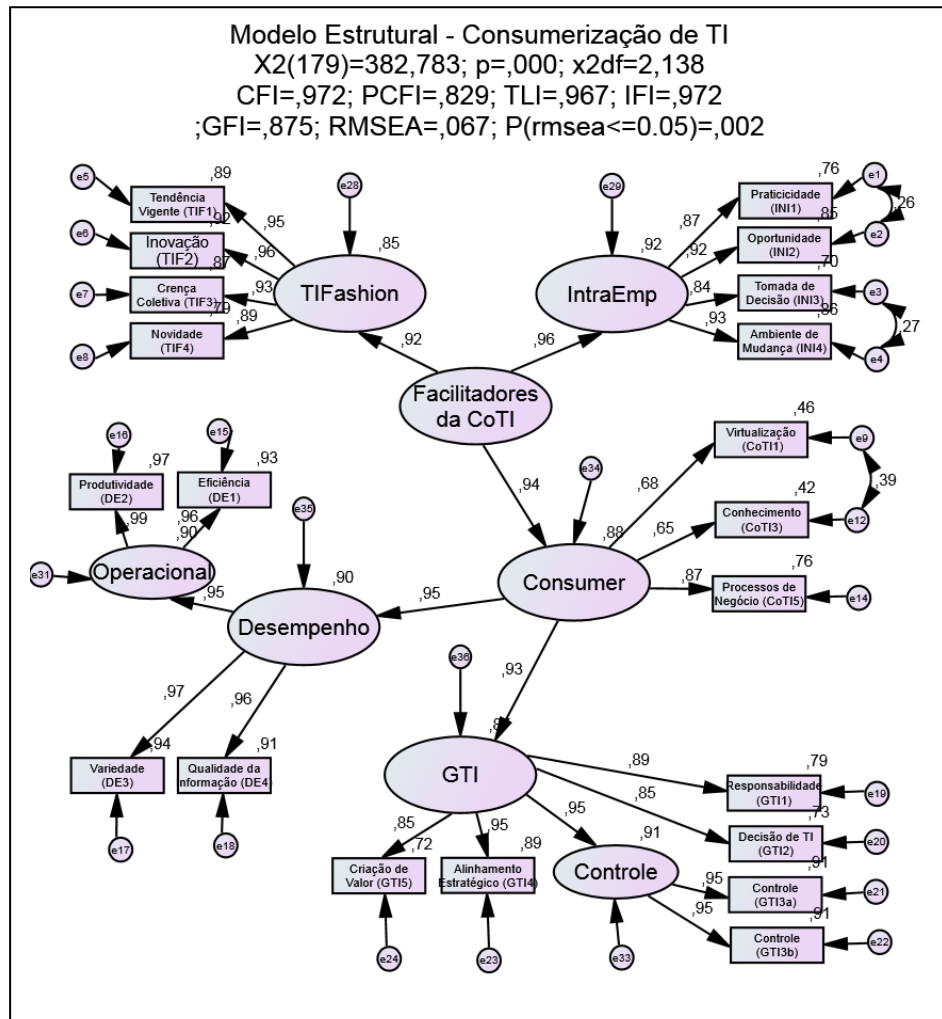 Modelo Estrutural - Consumerização de TI
X2(179)=382,783; p=,000; x2df=2,138
CFI=,972; PCFI=,829; TLI=,967; IFI=,972
;GFI=,875; RMSEA=,067; P(rmsea<=0.05)=,002
e5
,89
Tendência
Vigente (TIF1)
e6
,92
Inovação
(TIF2)
e7
,87
Crença
Coletiva (TIF3)
e8
,79
Novidade
(TIF4)
,95
,96
,93
,89
e28
,85
TIFashion
e29
,92
IntraEmp
,87
,92
,84
,93
,76
Praticicidade
(INI1)
e1
,26
,85
Oportunidade
(INI2)
e2
,70
Tomada de
Decisão (INI3)
e3
,27
,86
Ambiente de
Mudança (INI4)
e4
,92
,96
Facilitadores
da CoTI
,94
e34
,88
Consumer
,68
,65
,87
,46
Virtualização
(CoTI1)
e9
,39
,42
Conhecimento
(CoTI3)
e12
,76
Processos de
Negócio (CoTI5)
e14
e16
,97
Produtividade
(DE2)
e15
,93
Eficiência
(DE1)
,99
,96
,90
e31
Operacional
,95
e35
,90
Desempenho
,95
,97
,96
,94
Variedade
(DE3)
e17
,91
Qualidade da
nformação (DE4)
e18
,93
e36
GTI
,89
,85
,95
,85
,95
,79
Responsabilidade
(GTI1)
e19
,73
Decisão de TI
(GTI2)
e20
,91
Controle
(GTI3a)
e21
,91
Controle
(GTI3b)
e22
,91
Controle
,95
,95
e33
,72
Criação de
Valor (GTI5)
e24
,89
Alinhamento
Estratégico (GTI4)
e23